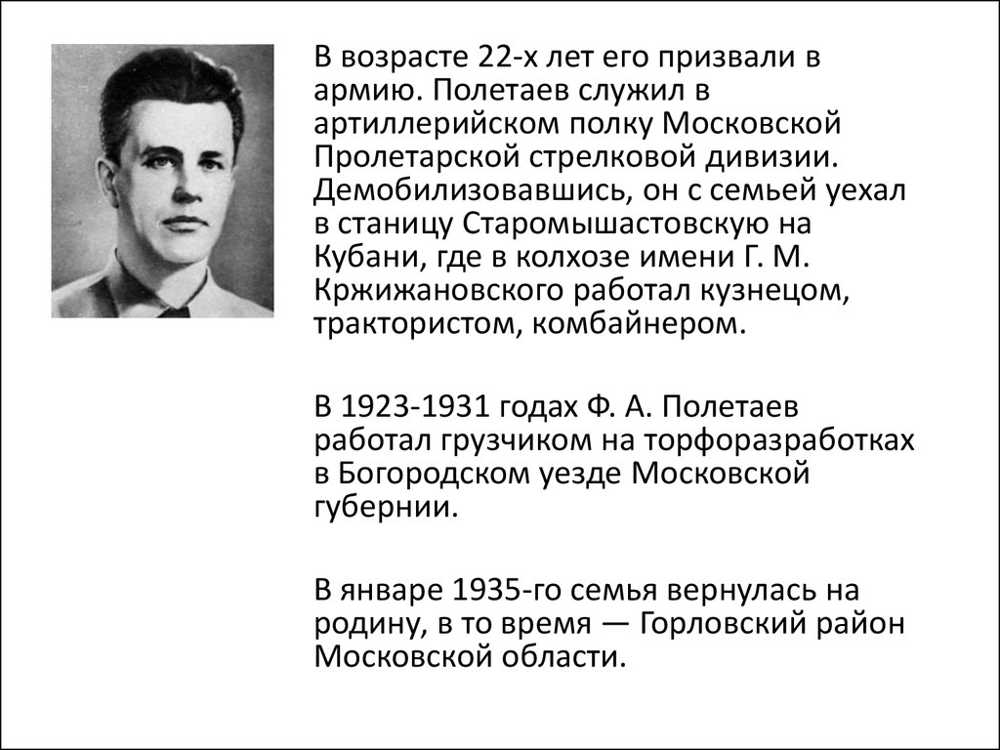 В возрасте 22-х лет его призвали в
армию. Полетаев служил в
артиллерийском полку Московской
Пролетарской стрелковой дивизии.
Демобилизовавшись, он с семьей уехал
в станицу Старомышастовскую на
Кубани, где в колхозе имени Г. М.
Кржижановского работал кузнецом,
трактористом, комбайнером.
В 1923-1931 годах Ф. А. Полетаев
работал грузчиком на торфоразработках
в Богородском уезде Московской
губернии.
В январе 1935-го семья вернулась на
родину, в то время — Горловский район
Московской области.